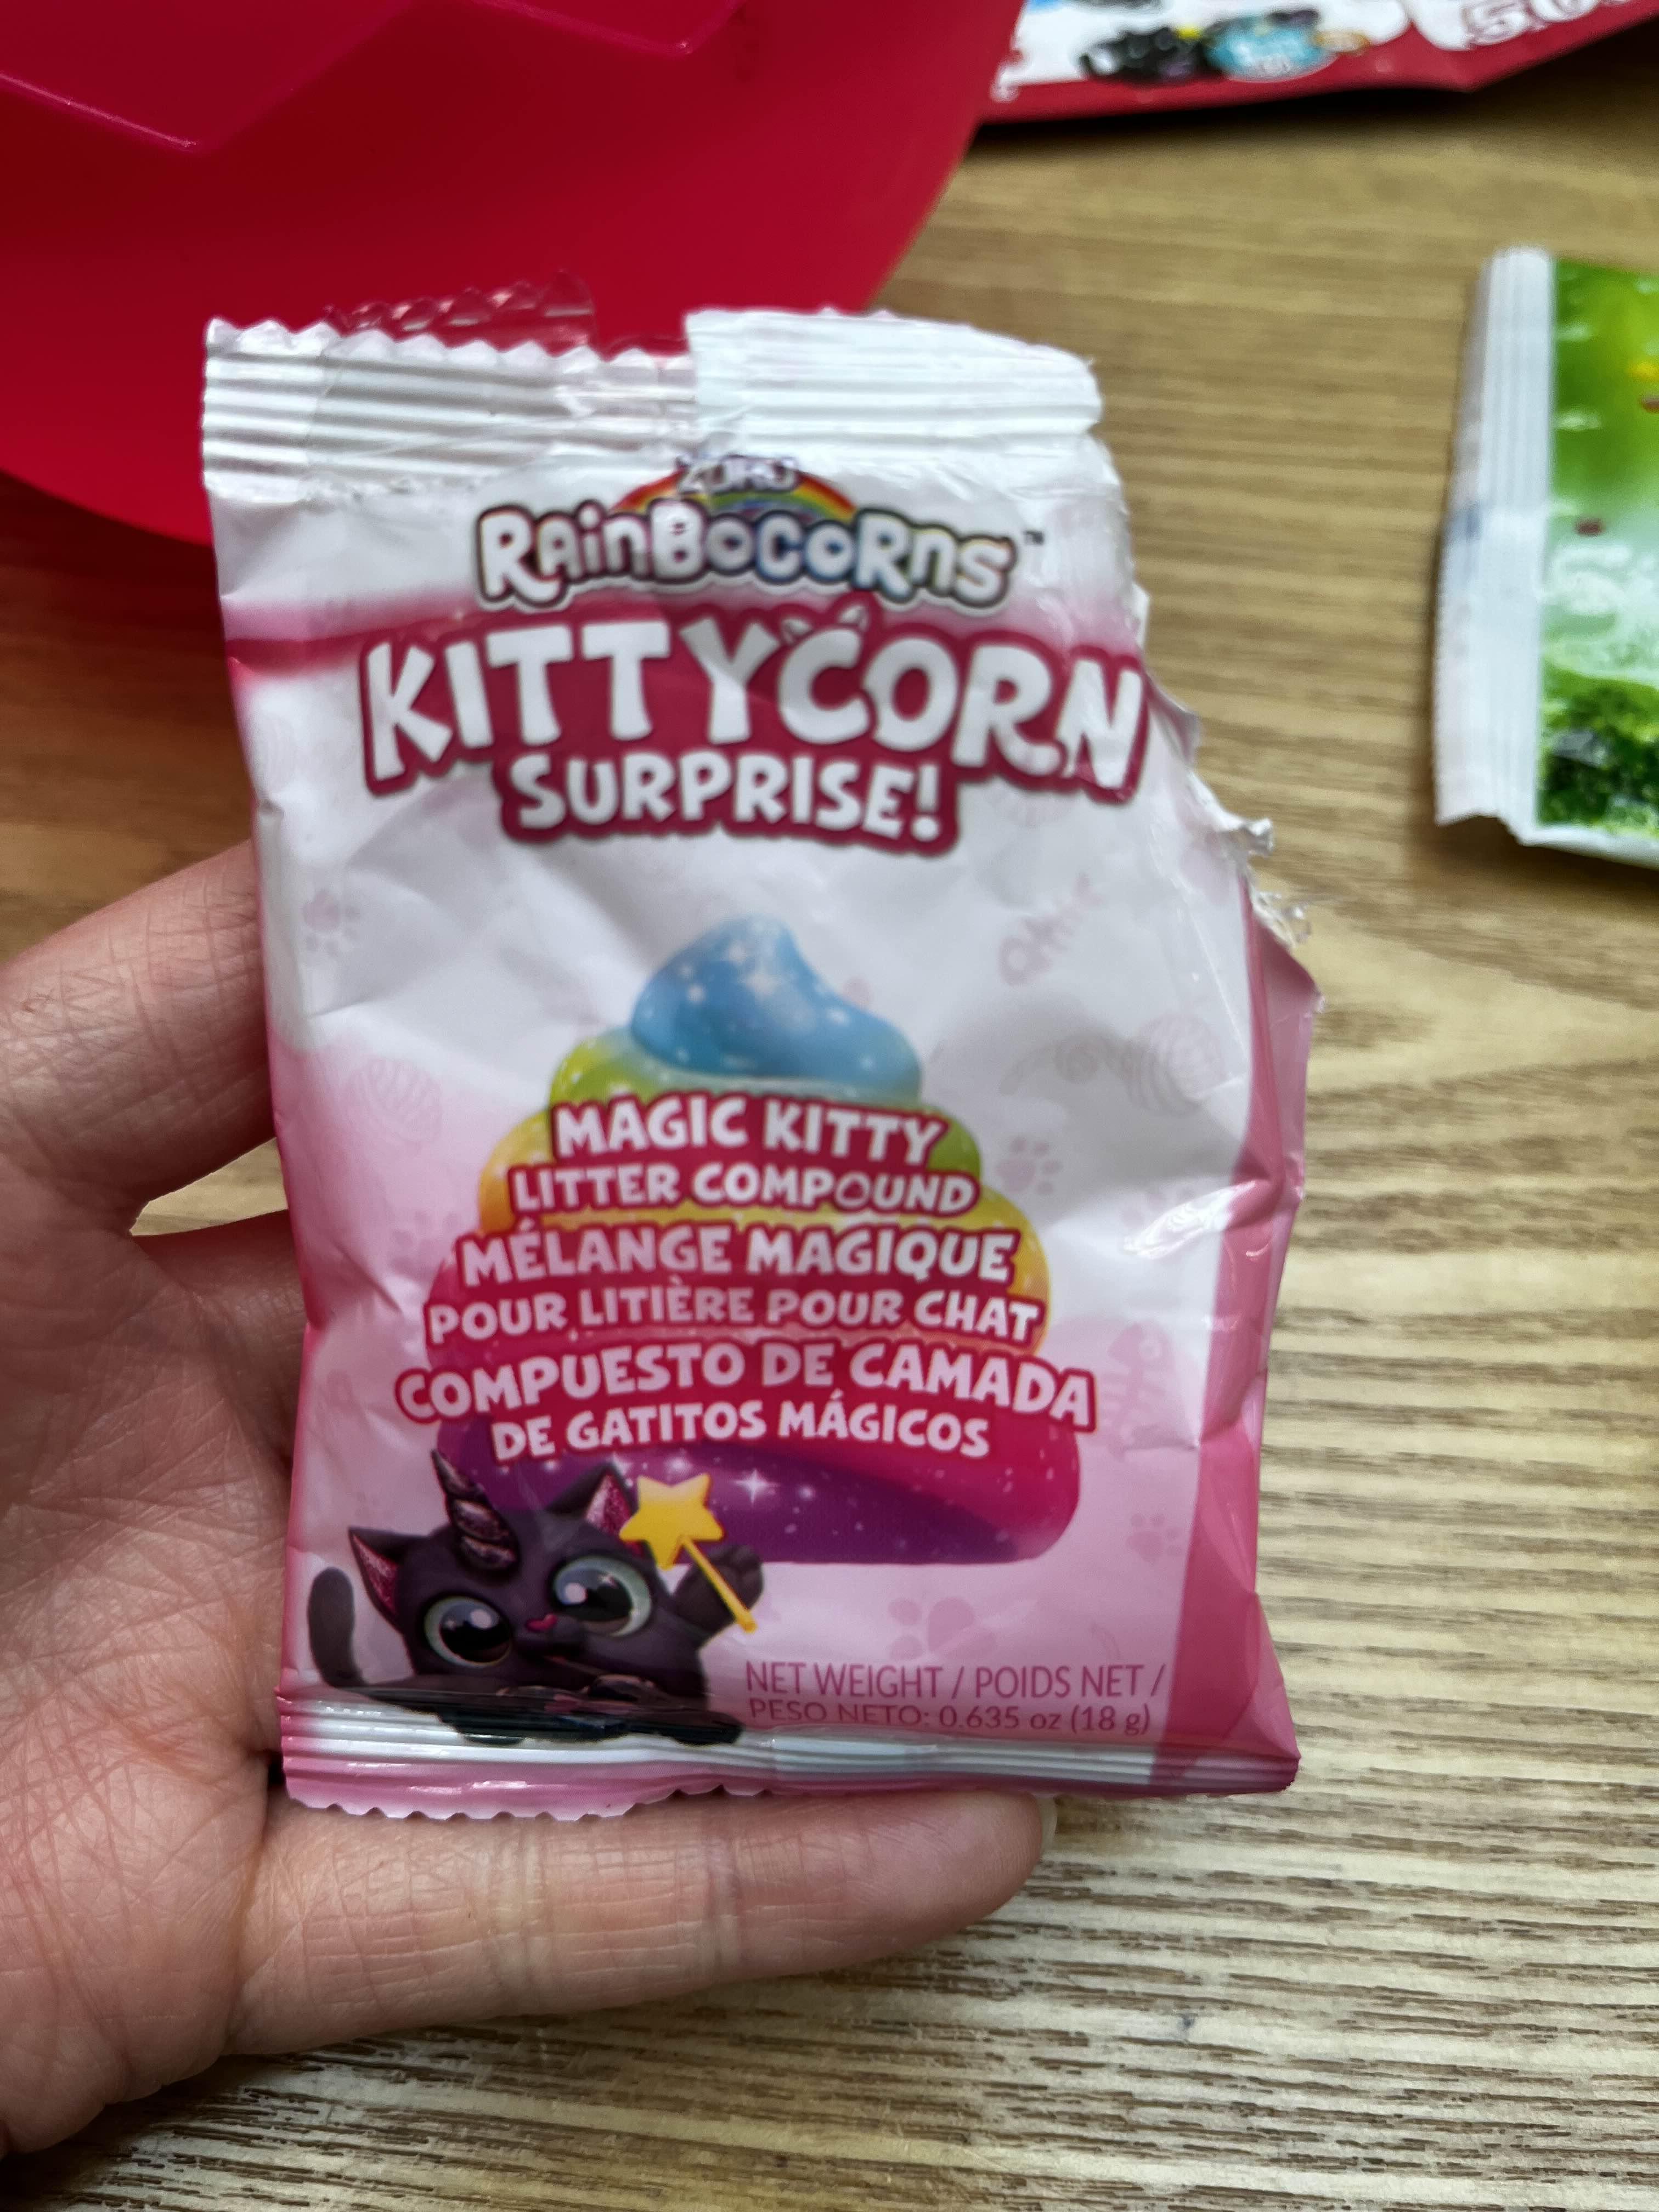 ZURU
RainBocoRns™
KITTYCORN
SURPRISE!
MAGIC KITTY
LITTER COMPOUND
MÉLANGE MAGIQUE
POUR LITIÈRE POUR CHAT
COMPUESTO DE CAMADA
DE GATITOS MÁGICOS
NET WEIGHT / POIDS NET /
PESO NETO: 0.635 oz (18 g)